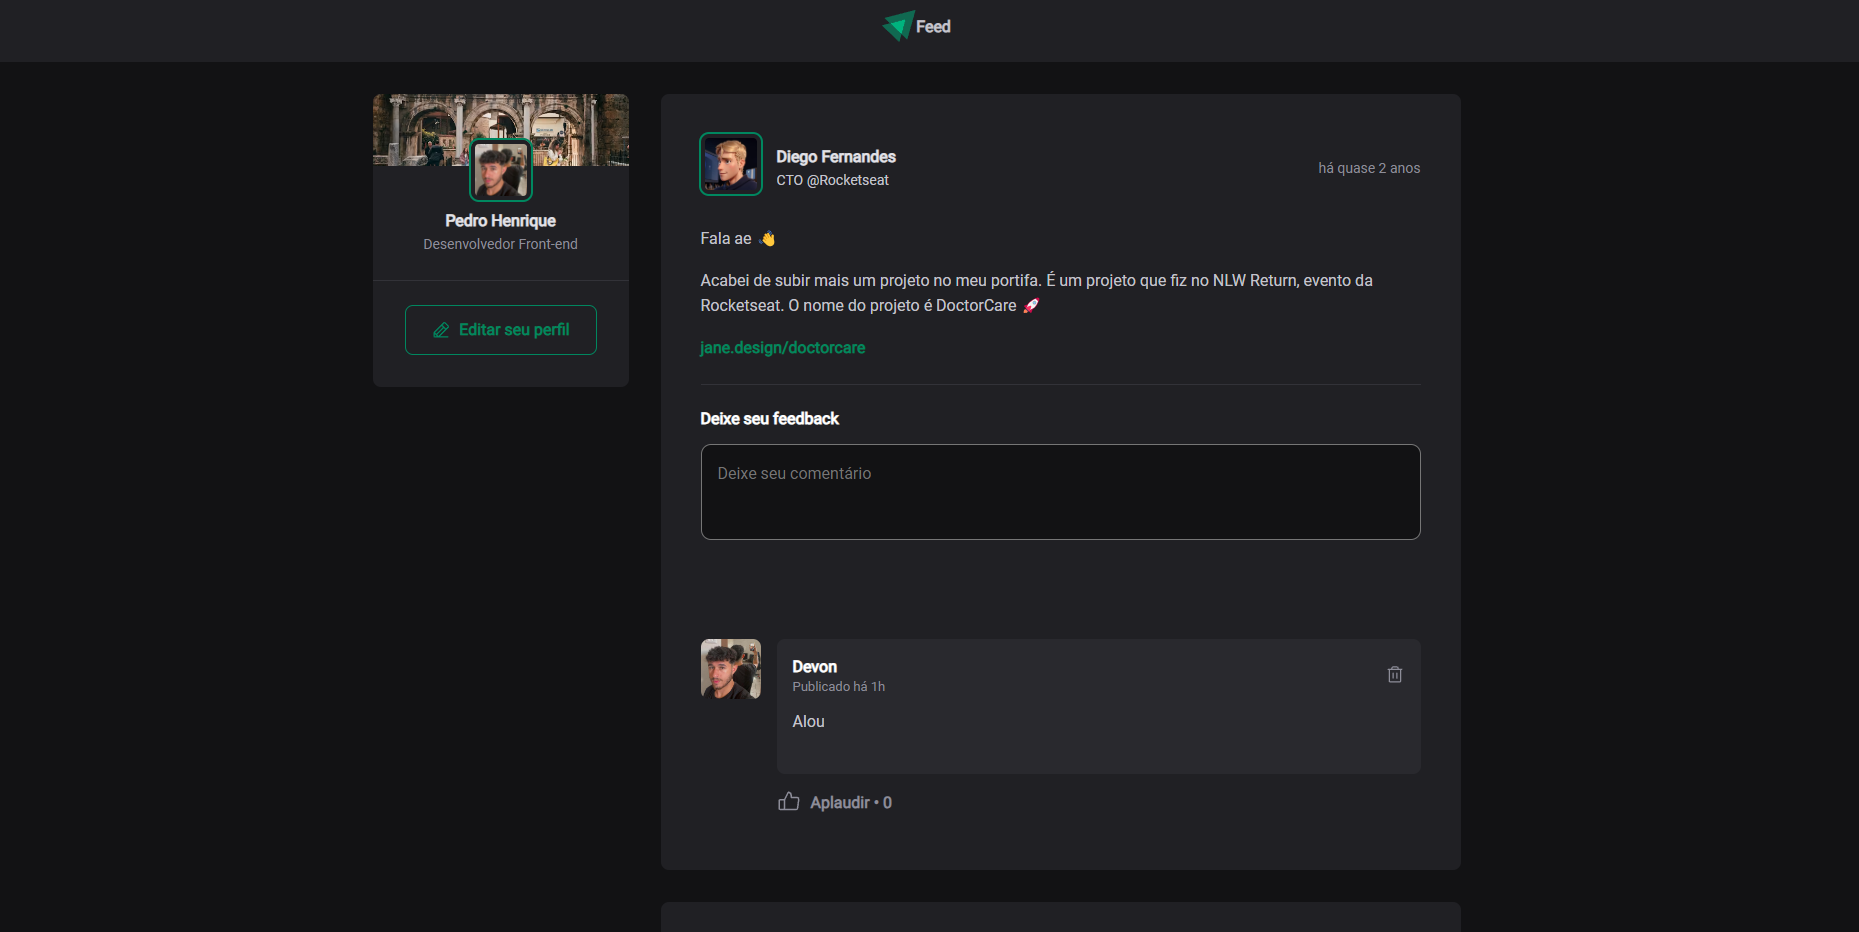 Feed
Pedro Henrique
Desenvolvedor Front-end
Editar seu perfil
Diego Fernandes
CTO @Rocketseat
há quase 2 anos
Fala ae 👋
Acabei de subir mais um projeto no meu portifa. É um projeto que fiz no NLW Return, evento da
Rocketseat. O nome do projeto é DoctorCare 🚀
jane.design/doctorcare
Deixe seu feedback
Deixe seu comentário
Devon
Publicado há 1h
Alou
Aplaudir • 0